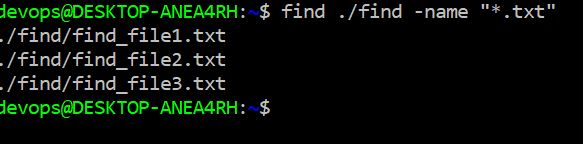 devops@DESKTOP-ANEA4RH:~$ find ./find -name "*.txt"
./find/find_file1.txt
./find/find_file2.txt
./find/find_file3.txt
devops@DESKTOP-ANEA4RH:~$